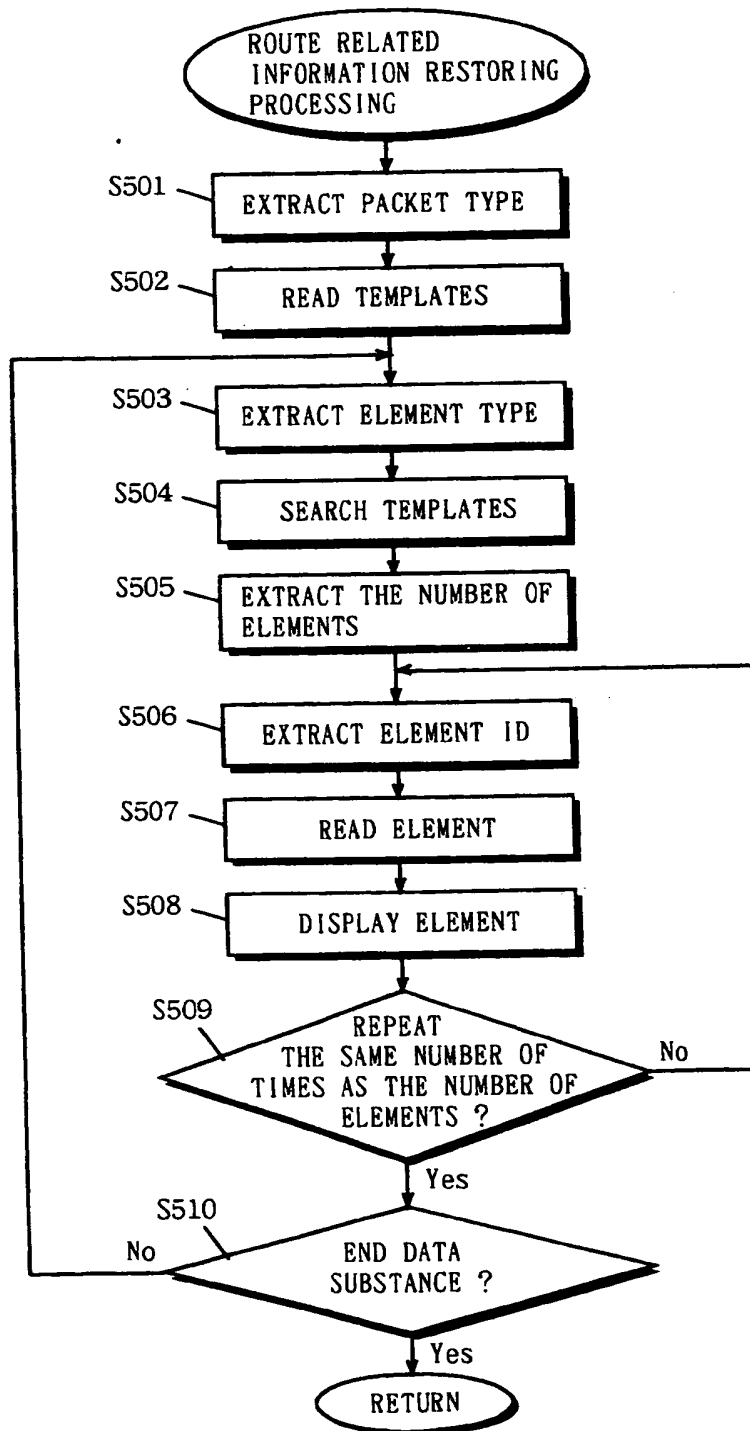 ROUTE RELATED
INFORMATION RESTORING
PROCESSING
S501
EXTRACT PACKET TYPE
S502
READ TEMPLATES
S503
EXTRACT ELEMENT TYPE
S504
SEARCH TEMPLATES
S505
EXTRACT THE NUMBER OF
ELEMENTS
S506
EXTRACT ELEMENT ID
S507
READ ELEMENT
S508
DISPLAY ELEMENT
S509
REPEAT
THE SAME NUMBER OF
TIMES AS THE NUMBER OF
ELEMENTS ?
No
Yes
S510
No
END DATA
SUBSTANCE ?
Yes
RETURN